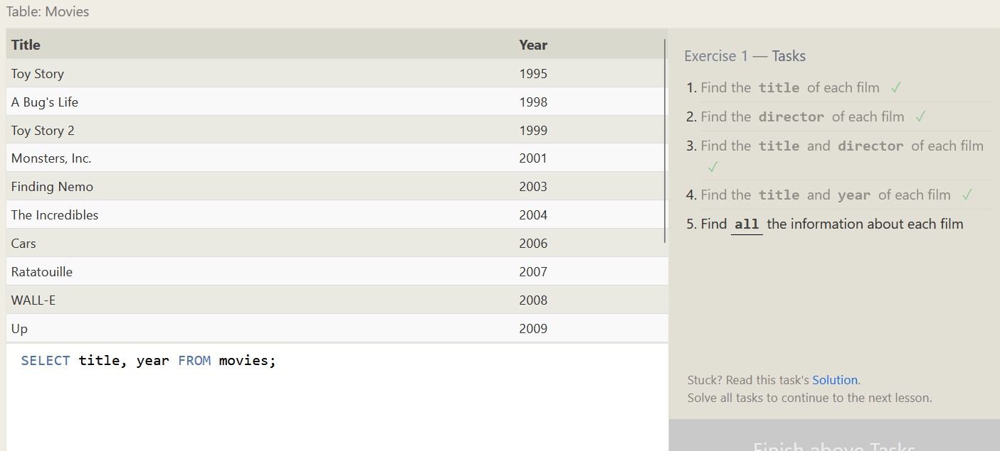 Table: Movies
Title Year
Toy Story 1995
A Bug's Life 1998
Toy Story 2 1999
Monsters, Inc. 2001
Finding Nemo 2003
The Incredibles 2004
Cars 2006
Ratatouille 2007
WALL-E 2008
Up 2009
SELECT title, year FROM movies;
Exercise 1 — Tasks
1. Find the title of each film ✓
2. Find the director of each film ✓
3. Find the title and director of each film
✓
4. Find the title and year of each film ✓
5. Find all the information about each film
Stuck? Read this task's Solution.
Solve all tasks to continue to the next lesson.
Finish above Tasks